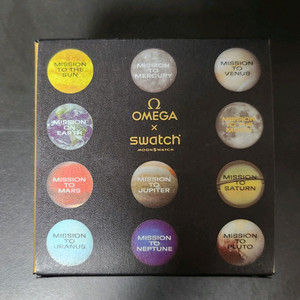 MISSION
TO THE
SUN
MISSION
TO
MERCURY
MISSION
TO
VENUS
MISSION
ON
EARTH
Ω
OMEGA
×
swatch
MOONSWATCH
MISSION
MISSION
TO
MARS
MISSION
TO
JUPITER
MISSION
TO
SATURN
MISSION
TO
URANUS
MISSION
TO
NEPTUNE
MISSION
TO
PLUTO